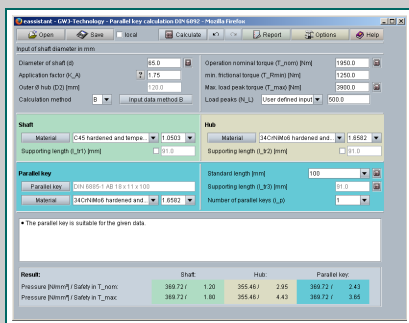 eassistant - GWJ-Technology - Parallel key calculation DIN 6892 - Mozilla Firefox
Open Save local Calculate Report Options Help
Input of shaft diameter in mm
Diameter of shaft (d) 65.0 Operation nominal torque (T_nom) [Nm] 1950.0
Application factor (K_A) ? 1.75 min. frictional torque (T_Rmin) [Nm] 1250.0
Outer Ø hub (D2) [mm] 120.0 Max. load peak torque (T_max) [Nm] 3900.0
Calculation method B Input data method B Load peaks (N_L) User defined input 500.0
Shaft Hub
Material C45 hardened and tempe... 1.0503 Material 34CrNiMo6 hardened and... 1.6582
Supporting length (l_tr1) [mm] 91.0 Supporting length (l_tr2) [mm] 91.0
Parallel key Standard length [mm] 100
Parallel key DIN 6885-1 AB 18 x 11 x 100 Supporting length (l_tr3) [mm] 91.0
Material 34CrNiMo6 hardened and... 1.6582 Number of parallel keys (i_p) 1
• The parallel key is suitable for the given data.
Result: Shaft: Hub: Parallel key:
Pressure [N/mm²] / Safety in T_nom: 369.72 / 1.20 355.46 / 2.95 369.72 / 2.43
Pressure [N/mm²] / Safety in T_max: 369.72 / 1.80 355.46 / 4.43 369.72 / 3.65